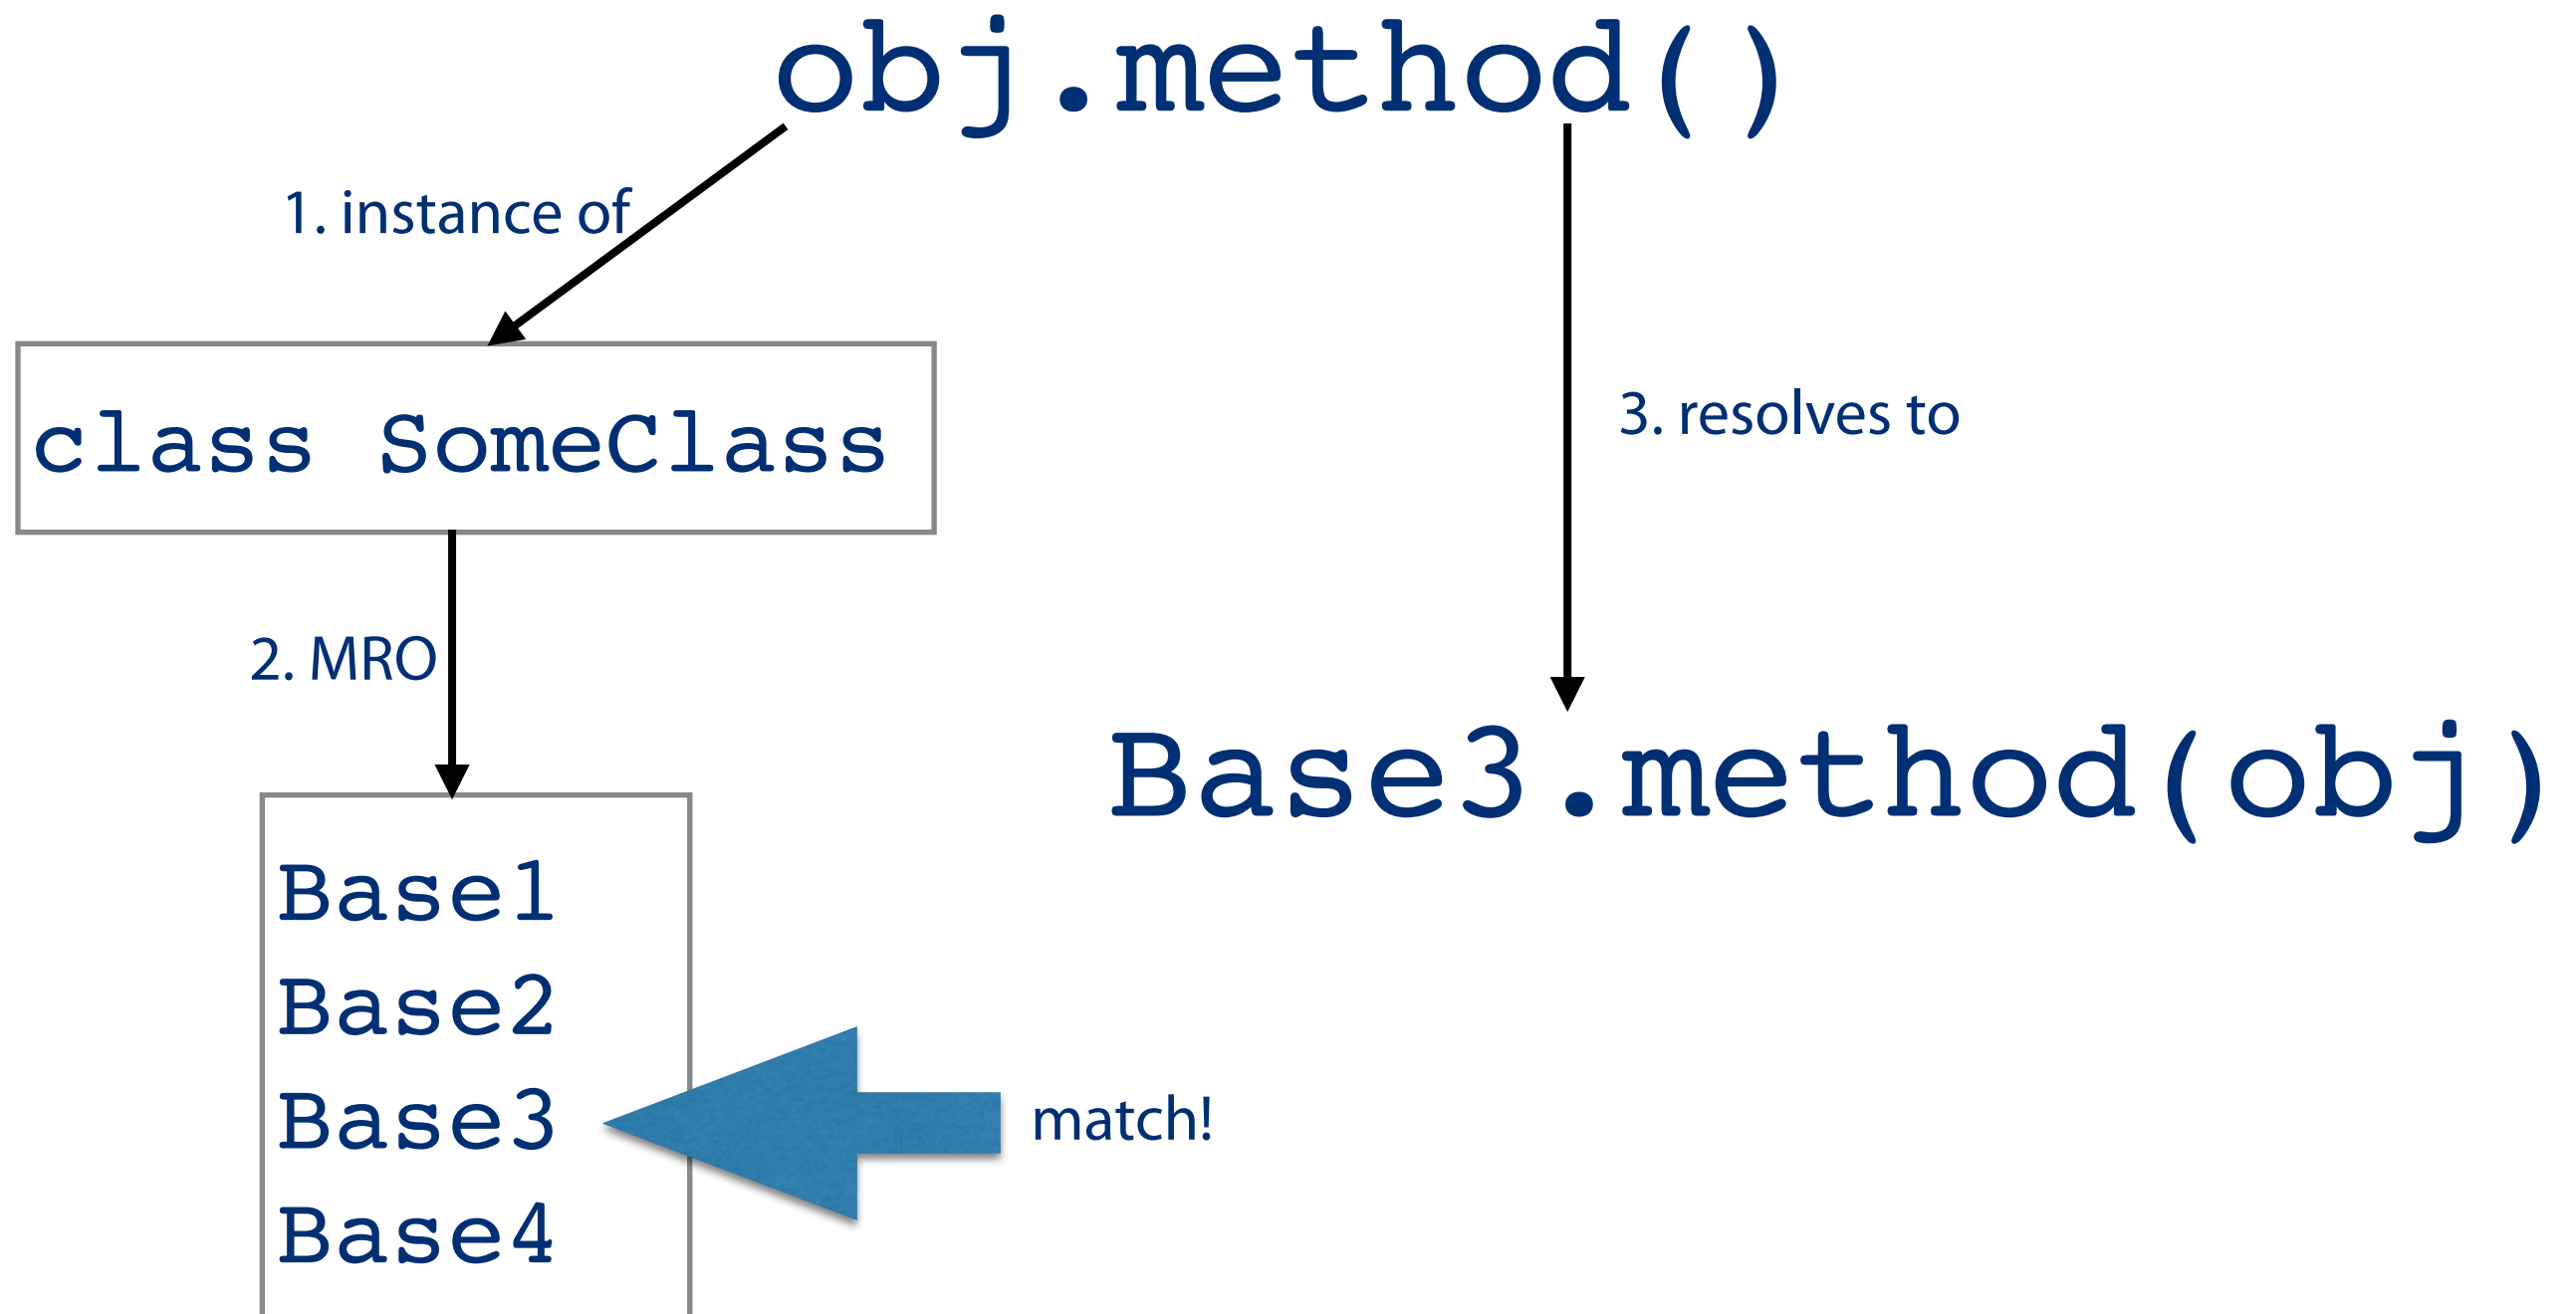 obj.method()
1. instance of
class SomeClass
3. resolves to
2. MRO
Base3.method(obj)
Base1
Base2
Base3
match!
Base4